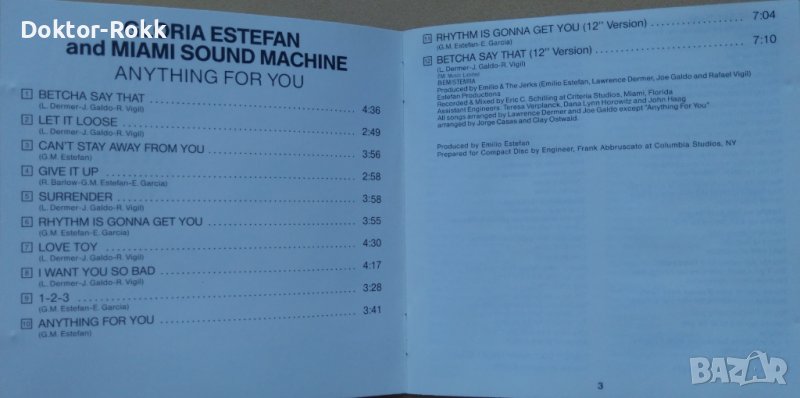 Doktor-Rokk
GLORIA ESTEFAN
and MIAMI SOUND MACHINE
ANYTHING FOR YOU
1 BETCHA SAY THAT 4:36
(L. Dermer-J. Galdo-R. Vigil)
2 LET IT LOOSE 2:49
(L. Dermer-J. Galdo-R. Vigil)
3 CAN'T STAY AWAY FROM YOU 3:56
(G.M. Estefan)
4 GIVE IT UP 2:58
(R. Barlow-G.M. Estefan-E. Garcia)
5 SURRENDER 3:58
(L. Dermer-J. Galdo-R. Vigil)
6 RHYTHM IS GONNA GET YOU 3:55
(G.M. Estefan-E. Garcia)
7 LOVE TOY 4:30
(L. Dermer-J. Galdo-R. Vigil)
8 I WANT YOU SO BAD 4:17
(L. Dermer-J. Galdo-R. Vigil)
9 1-2-3 3:28
(G.M. Estefan-E. Garcia)
10 ANYTHING FOR YOU 3:41
(G.M. Estefan)
11 RHYTHM IS GONNA GET YOU (12" Version) 7:04
(G.M. Estefan-E. Garcia)
12 BETCHA SAY THAT (12" Version) 7:10
(L. Dermer-J. Galdo-R. Vigil)
BIEM/STEMRA
Produced by Emilio & The Jerks (Emilio Estefan, Lawrence Dermer, Joe Galdo and Rafael Vigil)
Estefan Productions
Recorded & Mixed by Eric C. Schilling at Criteria Studios, Miami, Florida
Assistant Engineers: Teresa Verplanck, Dana Lynn Horowitz and John Haag
All songs arranged by Lawrence Dermer and Joe Galdo except "Anything For You"
arranged by Jorge Casas and Clay Ostwald.
Produced by Emilio Estefan
Prepared for Compact Disc by Engineer, Frank Abbruscato at Columbia Studios, NY
3
BAZAR